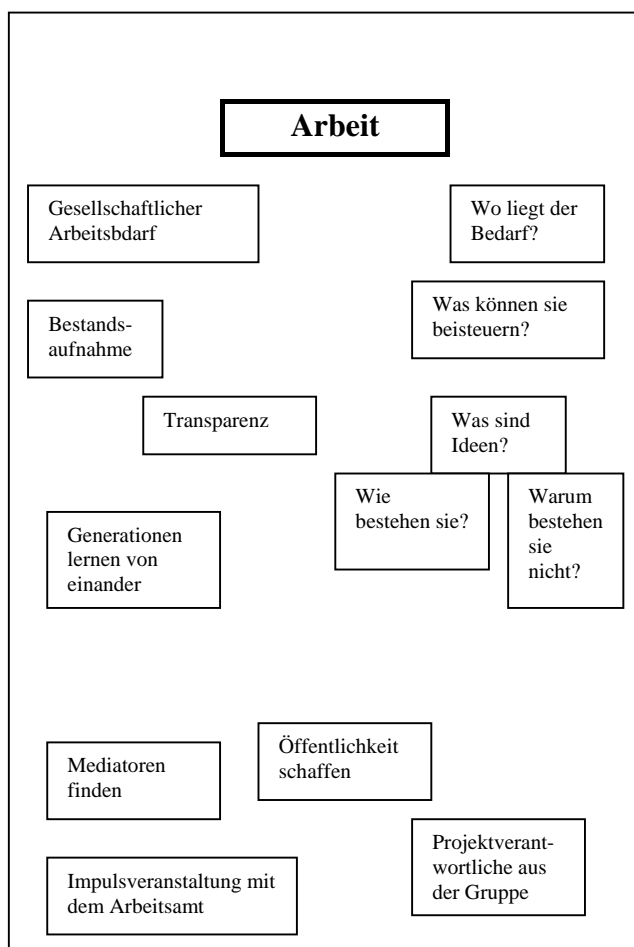 Arbeit
Gesellschaftlicher
Arbeitsbdarf
Wo liegt der
Bedarf?
Bestands-
aufnahme
Was können sie
beisteuern?
Transparenz
Was sind
Ideen?
Wie
bestehen sie?
Warum
bestehen
sie
nicht?
Generationen
lernen von
einander
Mediatoren
finden
Öffentlichkeit
schaffen
Impulsveranstaltung mit
dem Arbeitsamt
Projektverant-
wortliche aus
der Gruppe